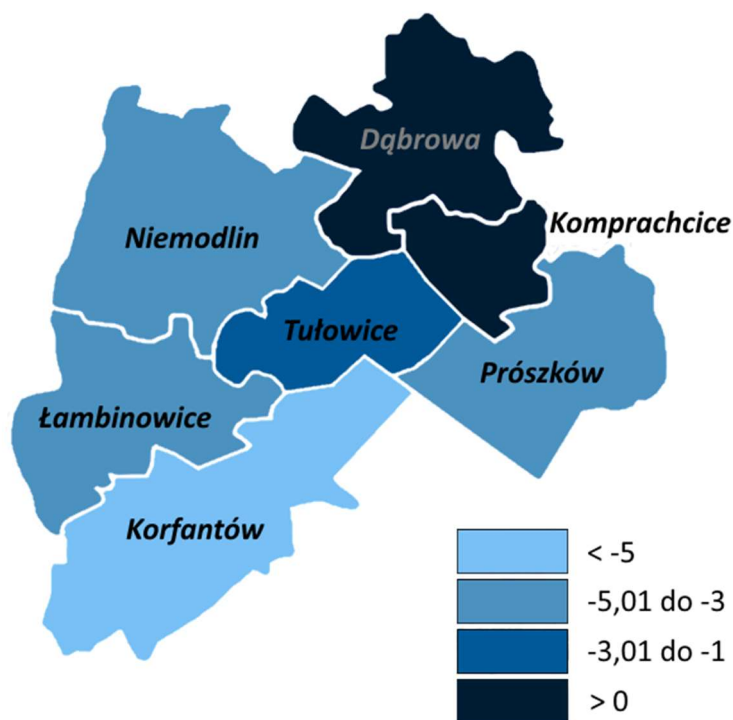 Dąbrowa
Komprachcice
Niemodlin
Tułowice
Prószków
Łambinowice
Korfantów
< -5
-5,01 do -3
-3,01 do -1
> 0